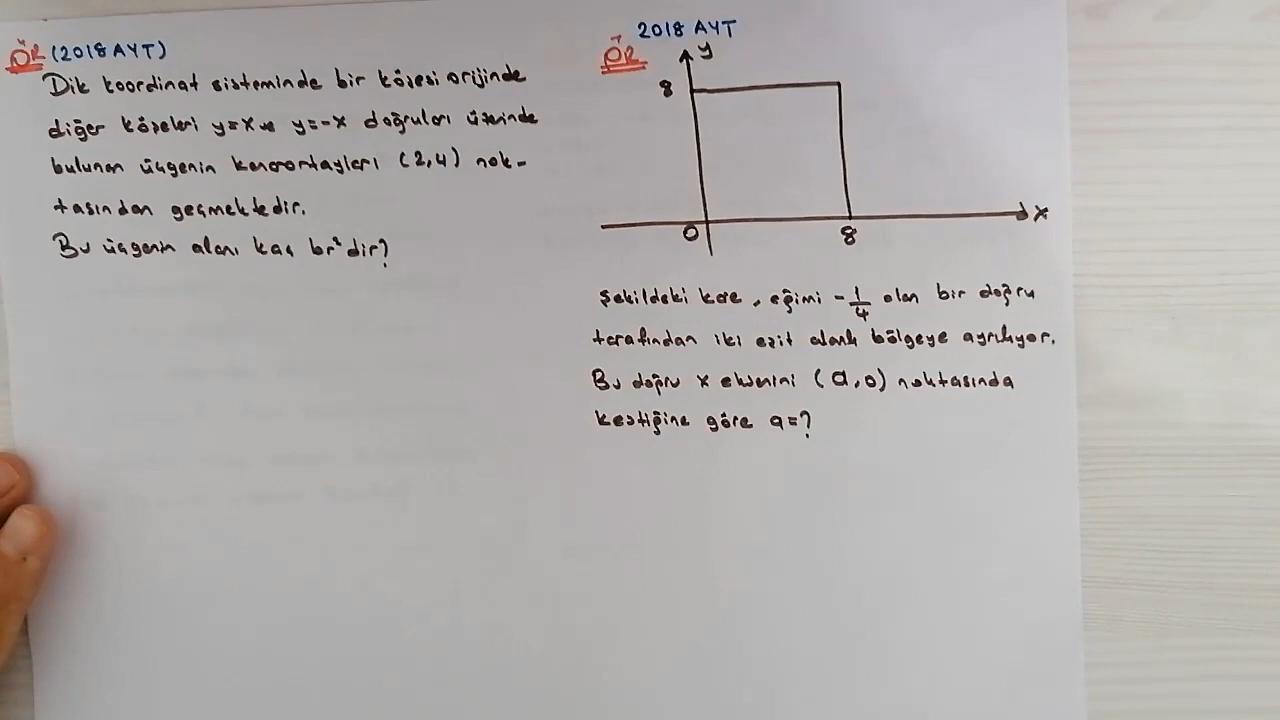 ÖR (2018 AYT)
Dik koordinat sisteminde bir köşesi orijinde
diğer köşeleri y=x ve y=-x doğruları üzerinde
bulunan üçgenin kenarortayları (2,4) nok-
tasından geçmektedir.
Bu üçgenin alanı kaç br² dir?
2018 AYT
ÖR
y
8
0
8
x
Şekildeki kare, eğimi -1/4 olan bir doğru
tarafından iki eşit alanlı bölgeye ayrılıyor.
Bu doğru x eksenini (a,0) noktasında
kestiğine göre a=?